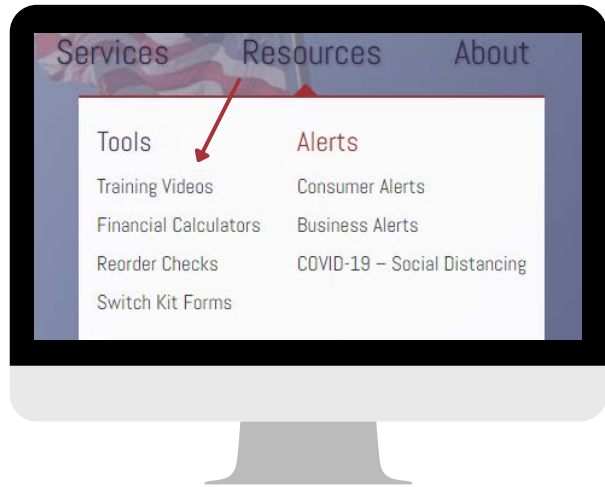 Services Resources About
Tools
Training Videos
Financial Calculators
Reorder Checks
Switch Kit Forms
Alerts
Consumer Alerts
Business Alerts
COVID-19 – Social Distancing